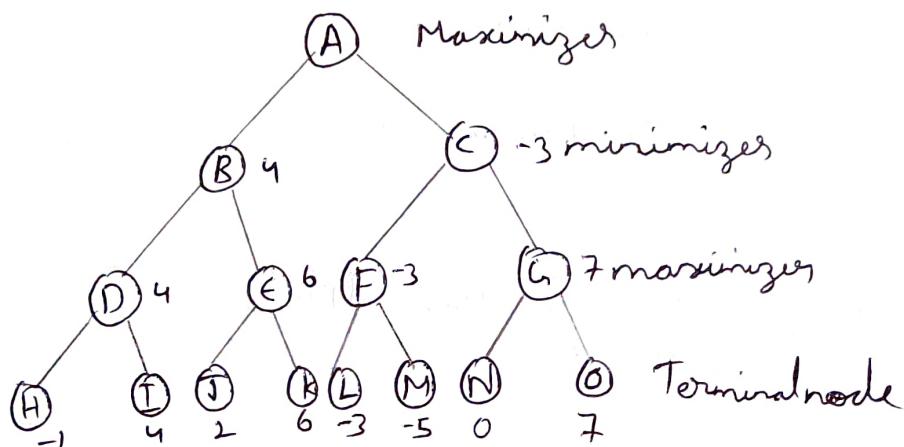 A Maximizes
B 4 C -3 minimizes
D 4 E 6 F -3 G 7 maximizes
H I J K L M N O Terminal node
-1 4 2 6 -3 -5 0 7